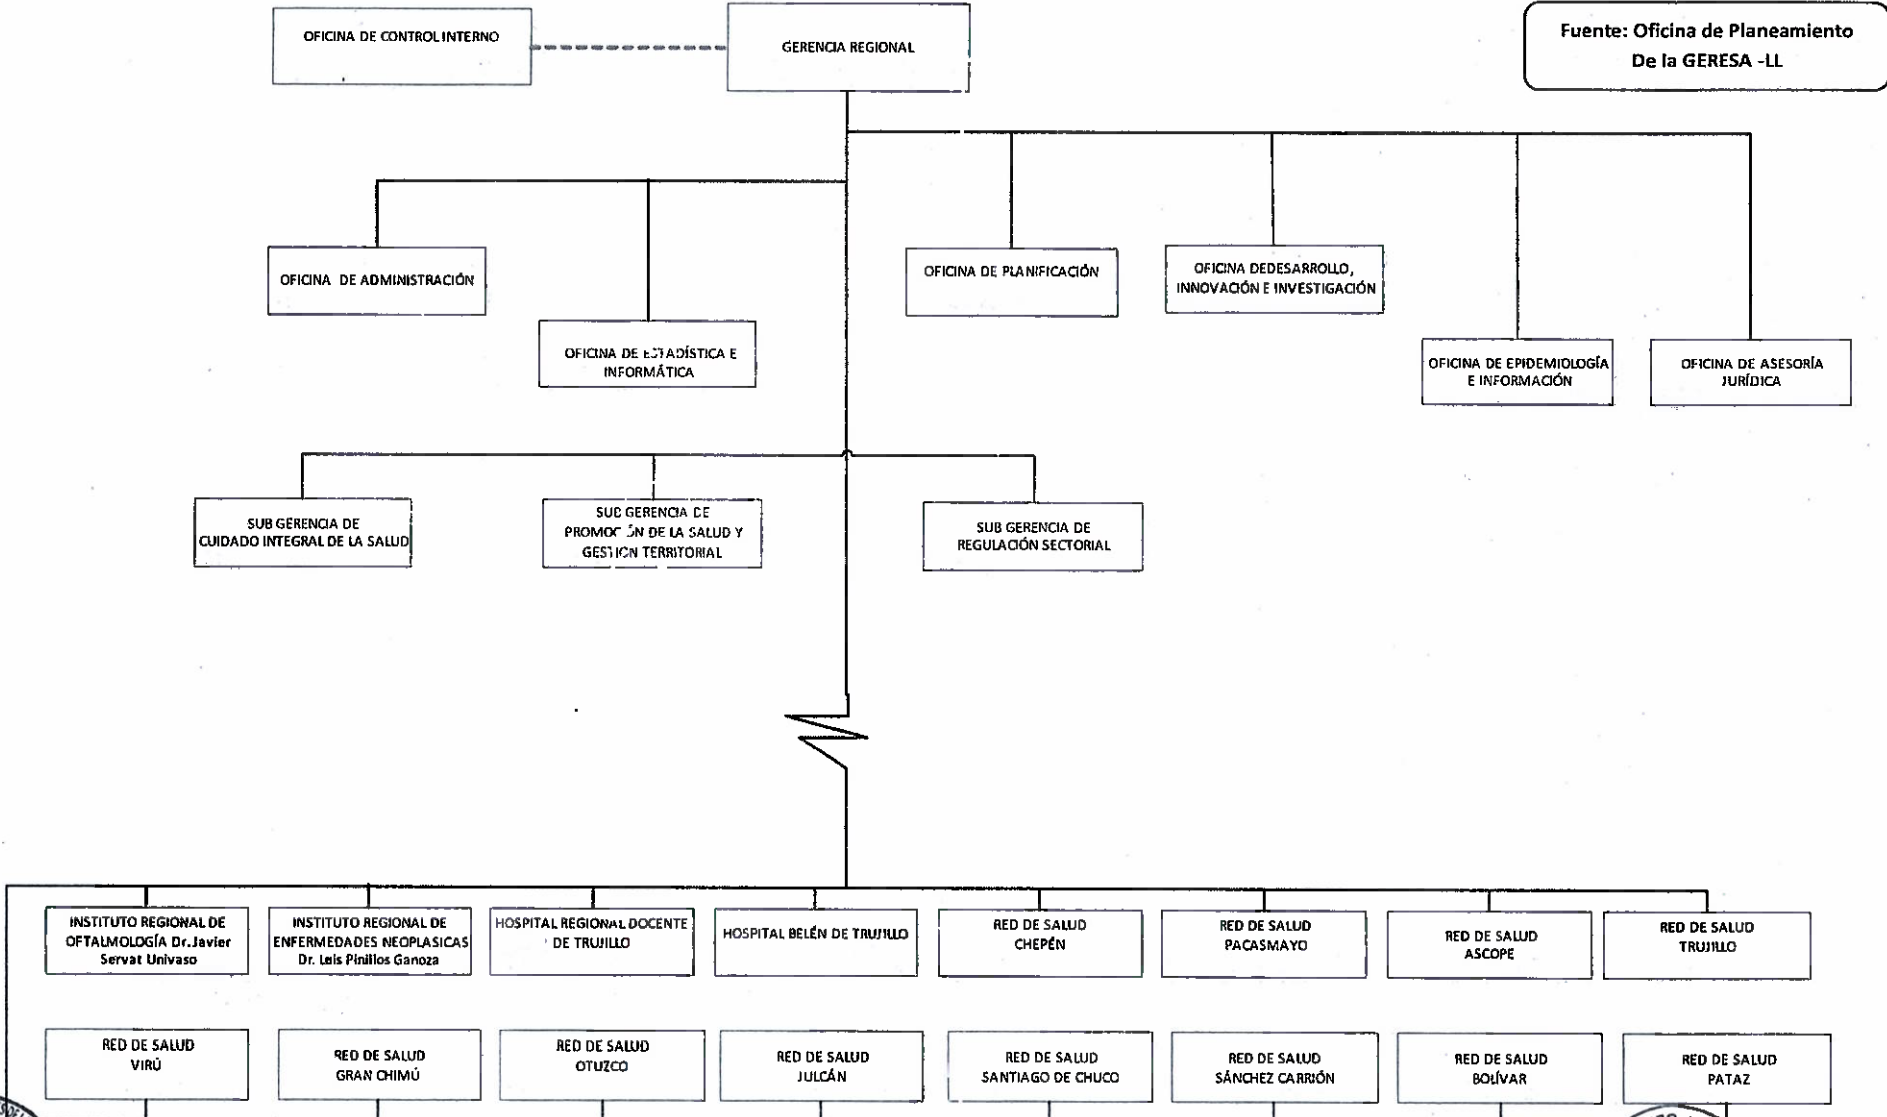 OFICINA DE CONTROL INTERNO
GERENCIA REGIONAL
Fuente: Oficina de Planeamiento
De la GERESA -LL
OFICINA DE ADMINISTRACIÓN
OFICINA DE ESTADÍSTICA E
INFORMÁTICA
OFICINA DE PLANIFICACIÓN
OFICINA DEDESARROLLO,
INNOVACIÓN E INVESTIGACIÓN
OFICINA DE EPIDEMIOLOGÍA
E INFORMACIÓN
OFICINA DE ASESORÍA
JURÍDICA
SUB GERENCIA DE
CUIDADO INTEGRAL DE LA SALUD
SUB GERENCIA DE
PROMOCIÓN DE LA SALUD Y
GESTION TERRITORIAL
SUB GERENCIA DE
REGULACIÓN SECTORIAL
INSTITUTO REGIONAL DE
OFTALMOLOGÍA Dr.Javier
Servat Univaso
INSTITUTO REGIONAL DE
ENFERMEDADES NEOPLASICAS
Dr. Luis Pinillos Ganoza
HOSPITAL REGIONAL DOCENTE
DE TRUJILLO
HOSPITAL BELÉN DE TRUJILLO
RED DE SALUD
CHEPÉN
RED DE SALUD
PACASMAYO
RED DE SALUD
ASCOPE
RED DE SALUD
TRUJILLO
RED DE SALUD
VIRÚ
RED DE SALUD
GRAN CHIMÚ
RED DE SALUD
OTUZCO
RED DE SALUD
JULCÁN
RED DE SALUD
SANTIAGO DE CHUCO
RED DE SALUD
SÁNCHEZ CARRIÓN
RED DE SALUD
BOLÍVAR
RED DE SALUD
PATAZ